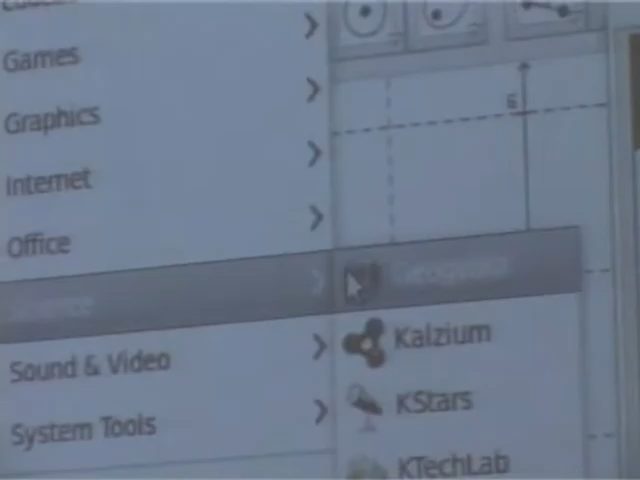 Games
Graphics
Internet
Office
Sound & Video
System Tools
Kalzium
KStars
KTechLab